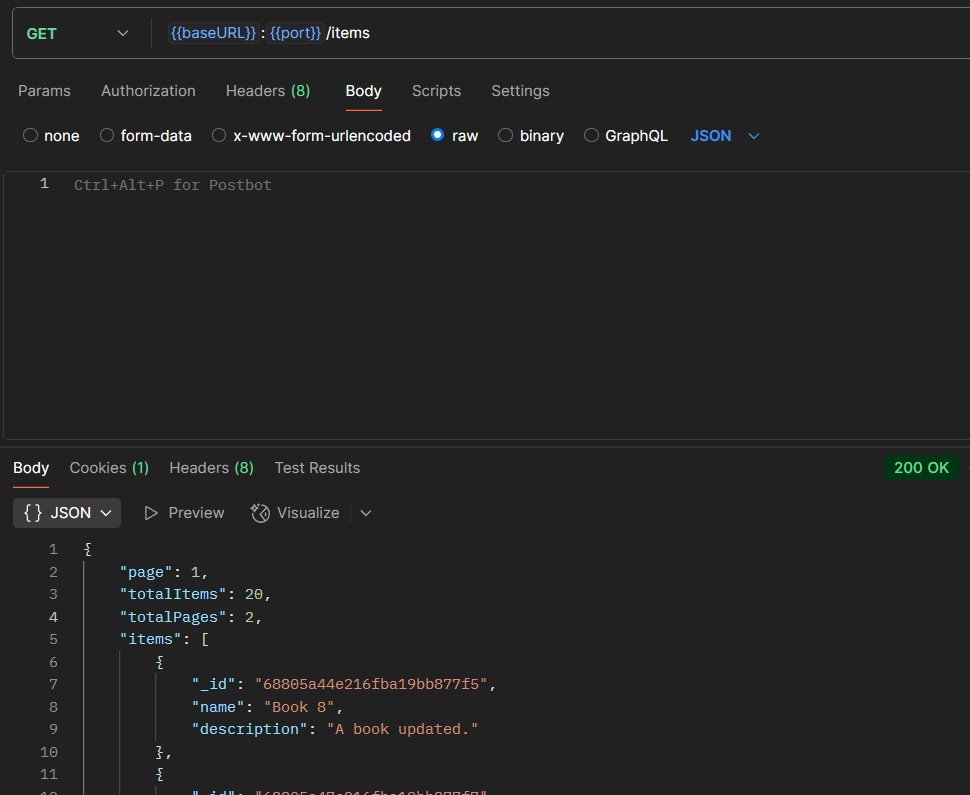 GET {{baseURL}}:{{port}}/items
Params Authorization Headers (8) Body Scripts Settings
none form-data x-www-form-urlencoded raw binary GraphQL JSON
1 Ctrl+Alt+P for Postbot
Body Cookies (1) Headers (8) Test Results 200 OK
{} JSON Preview Visualize
1 {
2 "page": 1,
3 "totalItems": 20,
4 "totalPages": 2,
5 "items": [
6 {
7 "_id": "68805a44e216fba19bb877f5",
8 "name": "Book 8",
9 "description": "A book updated."
10 },
11 {